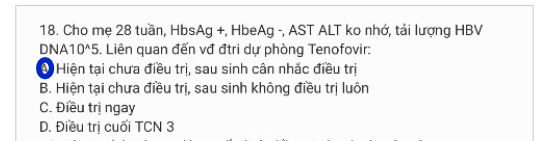 18. Cho mẹ 28 tuần, HbsAg +, HbeAg -, AST ALT ko nhớ, tải lượng HBV
DNA10^5. Liên quan đến vđ đtri dự phòng Tenofovir:
A Hiện tại chưa điều trị, sau sinh cân nhắc điều trị
B. Hiện tại chưa điều trị, sau sinh không điều trị luôn
C. Điều trị ngay
D. Điều trị cuối TCN 3